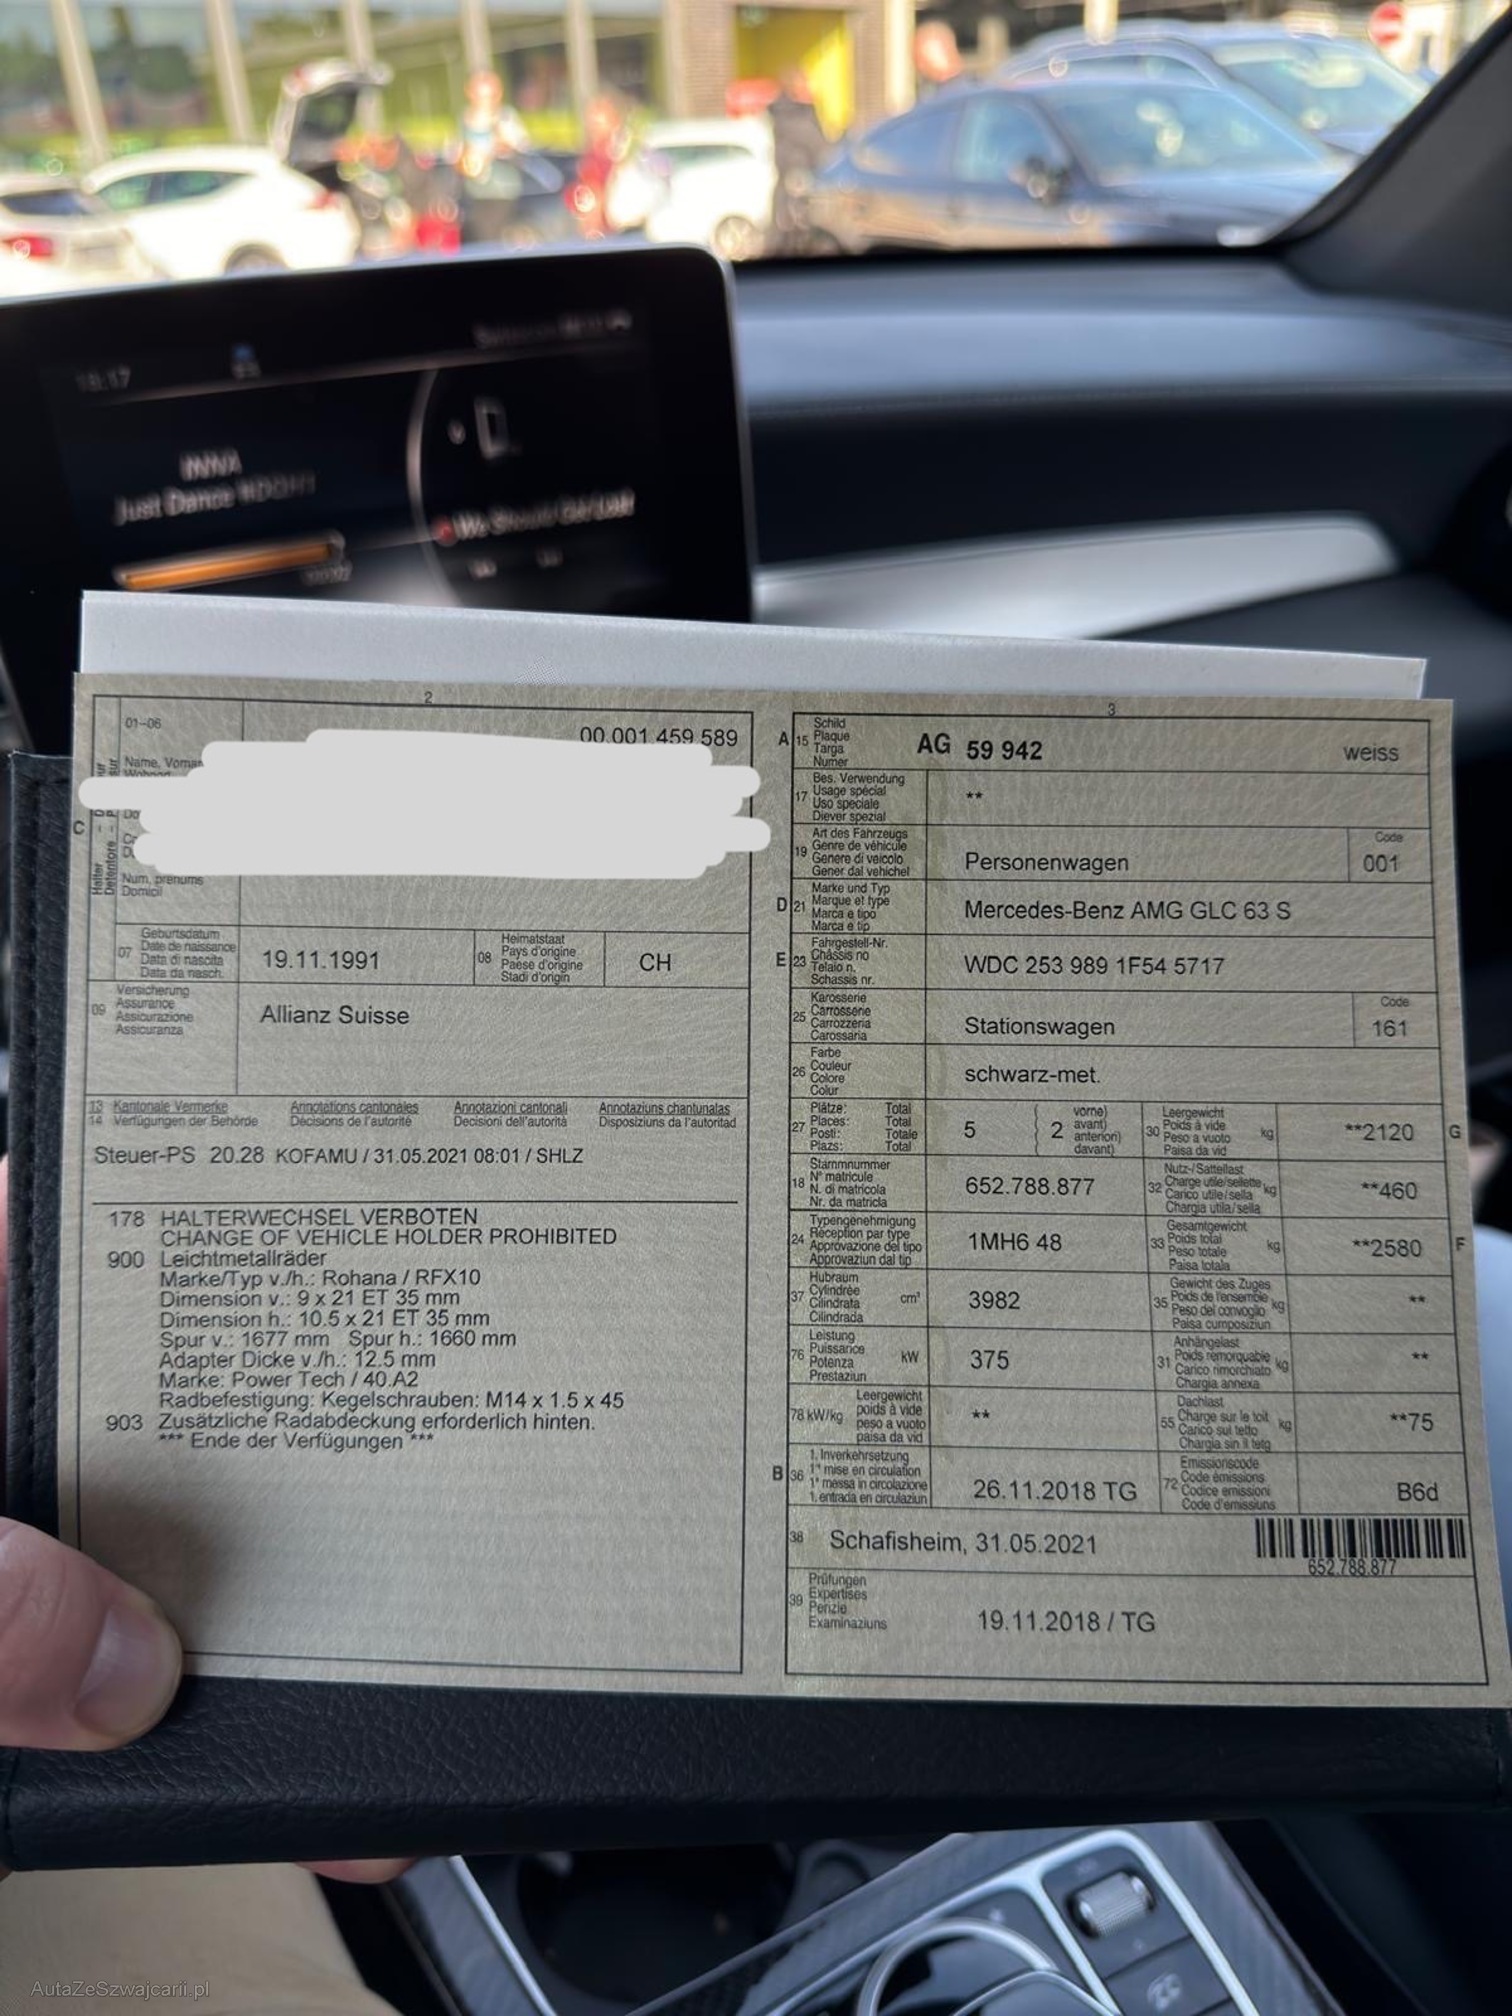 INNA
Just Dance #DQH1
We Should Get Loud
2
01-06
00.001.459.589
Name,
Num, prénums
Domicil
C
Halter
07
Geburtsdatum
Date de naissance
Data di nascita
Data da nasch.
19.11.1991
08
Heimatstaat
Pays d'origine
Paese d'origine
Stadi d'origin
CH
09
Versicherung
Assurance
Assicurazione
Assicuranza
Allianz Suisse
13 Kantonale Vermerke Annotations cantonales Annotazioni cantonali Annotaziuns chantunalas
14 Verfügungen der Behörde Décisions de l'autorité Decisioni dell'autorità Disposiziuns da l'autoritad
Steuer-PS 20.28 KOFAMU / 31.05.2021 08:01 / SHLZ
178 HALTERWECHSEL VERBOTEN
CHANGE OF VEHICLE HOLDER PROHIBITED
900 Leichtmetallräder
Marke/Typ v./h.: Rohana / RFX10
Dimension v.: 9 x 21 ET 35 mm
Dimension h.: 10.5 x 21 ET 35 mm
Spur v.: 1677 mm Spur h.: 1660 mm
Adapter Dicke v./h.: 12.5 mm
Marke: Power Tech / 40.A2
Radbefestigung: Kegelschrauben: M14 x 1.5 x 45
903 Zusätzliche Radabdeckung erforderlich hinten.
*** Ende der Verfügungen ***
3
A 15
Schild
Plaque
Targa
Numer
AG 59 942 weiss
17
Bes. Verwendung
Usage spécial
Uso speciale
Diever spezial
**
19
Art des Fahrzeugs
Genre de véhicule
Genere di veicolo
Gener dal vehichel
Personenwagen
Code
001
D 21
Marke und Typ
Marque et type
Marca e tipo
Marca e tip
Mercedes-Benz AMG GLC 63 S
E 23
Fahrgestell-Nr.
Châssis no
Telaio n.
Schassis nr.
WDC 253 989 1F54 5717
25
Karosserie
Carrosserie
Carrozzeria
Carossaria
Stationswagen
Code
161
26
Farbe
Couleur
Colore
Colur
schwarz-met.
27
Plätze: Total
Places: Total
Posti: Totale
Plazs: Total
5
2
vorne)
avant)
anteriori)
davant)
30
Leergewicht
Poids à vide
Peso a vuoto
Paisa da vid
kg
**2120
G
18
Stammnummer
N° matricule
N. di matricola
Nr. da matricla
652.788.877
32
Nutz-/Sattellast
Charge utile/sellette
Carico utile/sella
Chargia utila/sella
kg
**460
24
Typengenehmigung
Réception par type
Approvazione del tipo
Approvaziun dal tip
1MH6 48
33
Gesamtgewicht
Poids total
Peso totale
Paisa totala
kg
**2580
F
37
Hubraum
Cylindrée
Cilindrata
Cilindrada
cm³
3982
35
Gewicht des Zuges
Poids de l'ensemble
Peso del convoglio
Paisa cumposiziun
kg
**
76
Leistung
Puissance
Potenza
Prestaziun
kW
375
31
Anhängelast
Poids remorquable
Carico rimorchiato
Chargia annexa
kg
**
78 kW/kg
Leergewicht
poids à vide
peso a vuoto
paisa da vid
**
55
Dachlast
Charge sur le toit
Carico sul tetto
Chargia sin il tetg
kg
**75
B 36
1. Inverkehrsetzung
1re mise en circulation
1a messa in circolazione
1. entrada en circulaziun
26.11.2018 TG
72
Emissionscode
Code émissions
Codice emissioni
Code d'emissiuns
B6d
38
Schafisheim, 31.05.2021
652.788.877
39
Prüfungen
Expertises
Perizie
Examinaziuns
19.11.2018 / TG
AutaZeSzwajcarii.pl